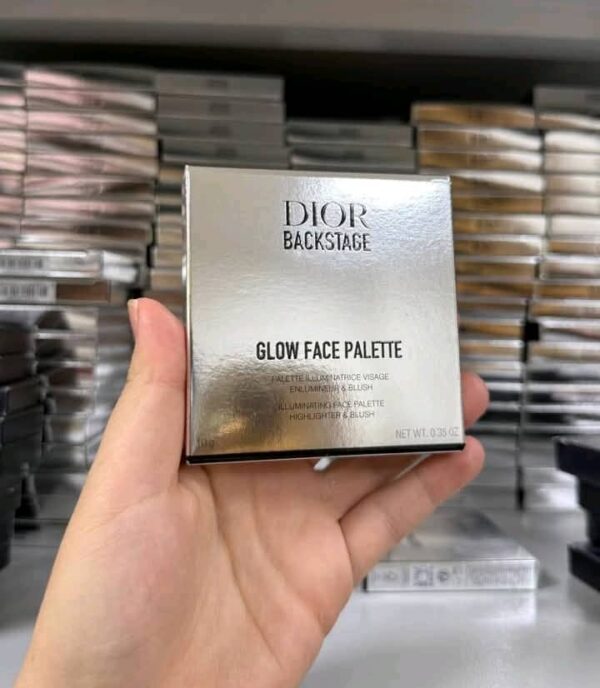 DIOR
BACKSTAGE
GLOW FACE PALETTE
PALETTE ILLUMINATRICE VISAGE
ENLUMINEUR & BLUSH
ILLUMINATING FACE PALETTE
HIGHLIGHTER & BLUSH
10 g
NET WT. 0.35 OZ